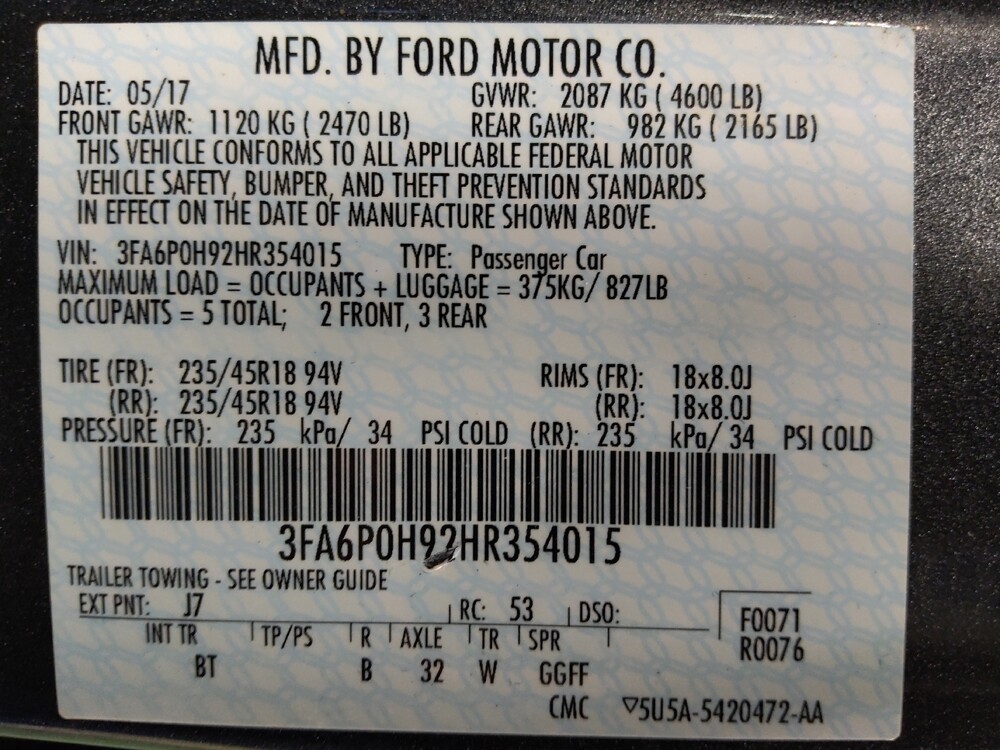 MFD. BY FORD MOTOR CO.
DATE: 05/17 GVWR: 2087 KG ( 4600 LB)
FRONT GAWR: 1120 KG ( 2470 LB) REAR GAWR: 982 KG ( 2165 LB)
THIS VEHICLE CONFORMS TO ALL APPLICABLE FEDERAL MOTOR
VEHICLE SAFETY, BUMPER, AND THEFT PREVENTION STANDARDS
IN EFFECT ON THE DATE OF MANUFACTURE SHOWN ABOVE.
VIN: 3FA6P0H92HR354015 TYPE: Passenger Car
MAXIMUM LOAD = OCCUPANTS + LUGGAGE = 375KG/ 827LB
OCCUPANTS = 5 TOTAL; 2 FRONT, 3 REAR
TIRE (FR): 235/45R18 94V RIMS (FR): 18x8.0J
(RR): 235/45R18 94V (RR): 18x8.0J
PRESSURE (FR): 235 kPa/ 34 PSI COLD (RR): 235 kPa/ 34 PSI COLD
3FA6P0H92HR354015
TRAILER TOWING - SEE OWNER GUIDE
EXT PNT: J7 RC: 53 DSO: F0071
INT TR TP/PS R AXLE TR SPR R0076
BT B 32 W GGFF
CMC ▽5U5A-5420472-AA